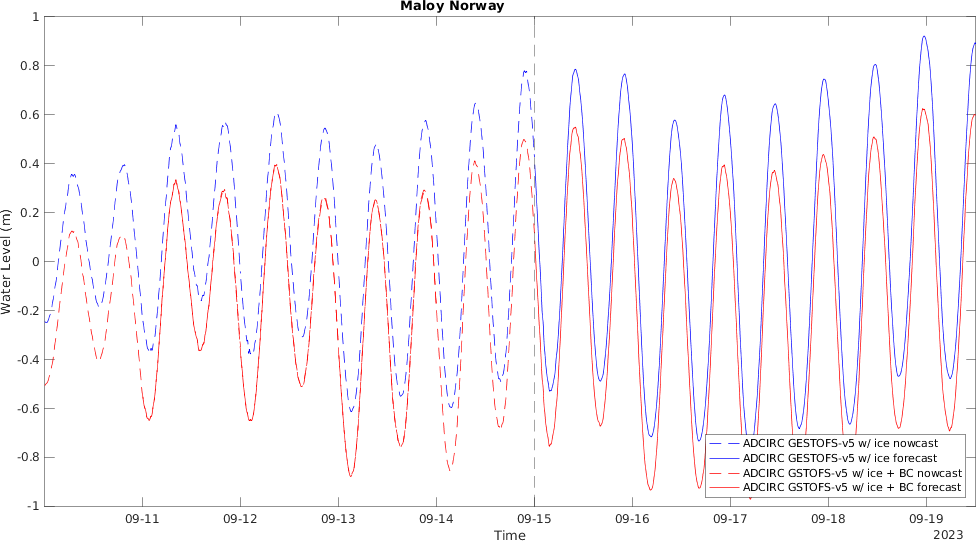 Maloy Norway
1
0.8
0.6
0.4
0.2
0
-0.2
-0.4
-0.6
-0.8
-1
Water Level (m)
ADCIRC GESTOFS-v5 w/ ice nowcast
ADCIRC GESTOFS-v5 w/ ice forecast
ADCIRC GSTOFS-v5 w/ ice + BC nowcast
ADCIRC GSTOFS-v5 w/ ice + BC forecast
09-11 09-12 09-13 09-14 09-15 09-16 09-17 09-18 09-19
Time
2023